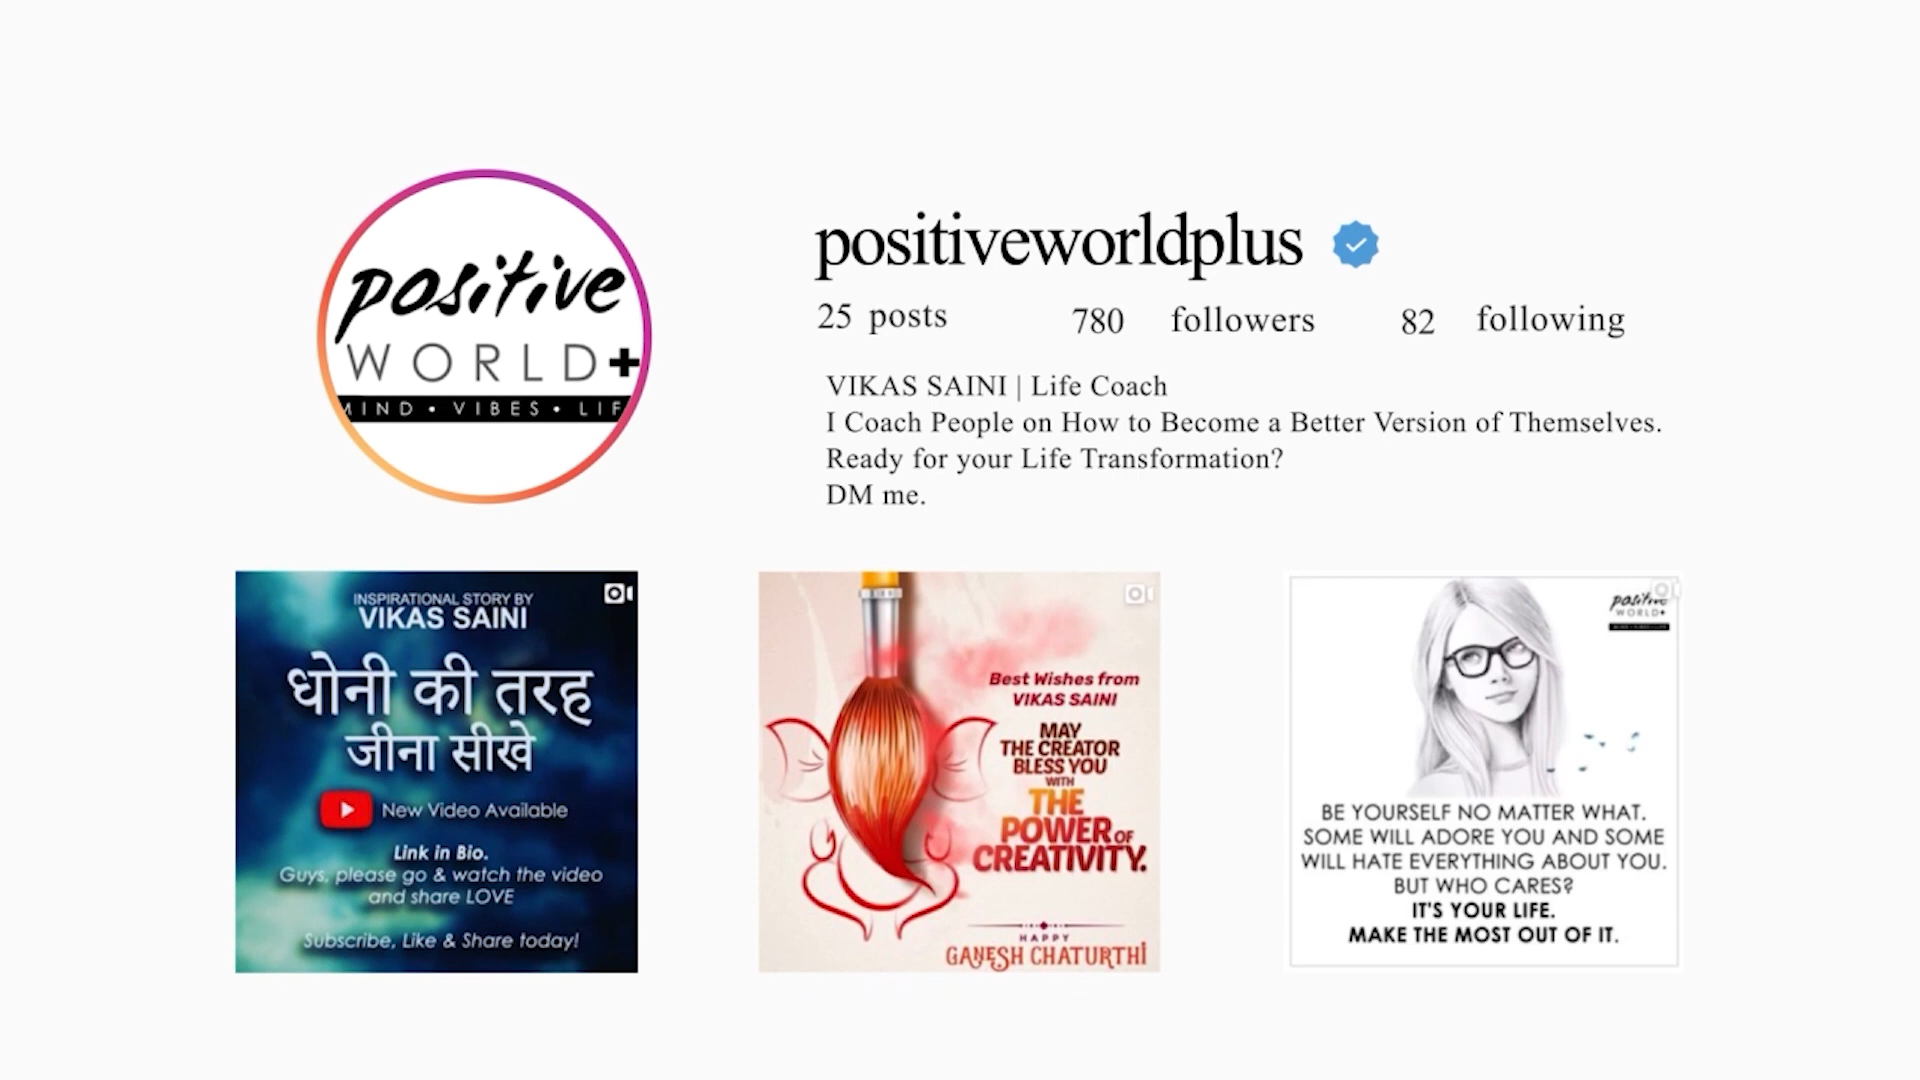 positive
WORLD+
MIND • VIBES • LIF
positiveworldplus
25 posts 780 followers 82 following
VIKAS SAINI | Life Coach
I Coach People on How to Become a Better Version of Themselves.
Ready for your Life Transformation?
DM me.
INSPIRATIONAL STORY BY
VIKAS SAINI
धोनी की तरह
जीना सीखे
New Video Available
Link in Bio.
Guys, please go & watch the video
and share LOVE
Subscribe, Like & Share today!
Best Wishes from
VIKAS SAINI
MAY
THE CREATOR
BLESS YOU
WITH
THE
POWER OF
CREATIVITY.
HAPPY
GANESH CHATURTHI
positive
WORLD+
BE YOURSELF NO MATTER WHAT.
SOME WILL ADORE YOU AND SOME
WILL HATE EVERYTHING ABOUT YOU.
BUT WHO CARES?
IT'S YOUR LIFE.
MAKE THE MOST OUT OF IT.